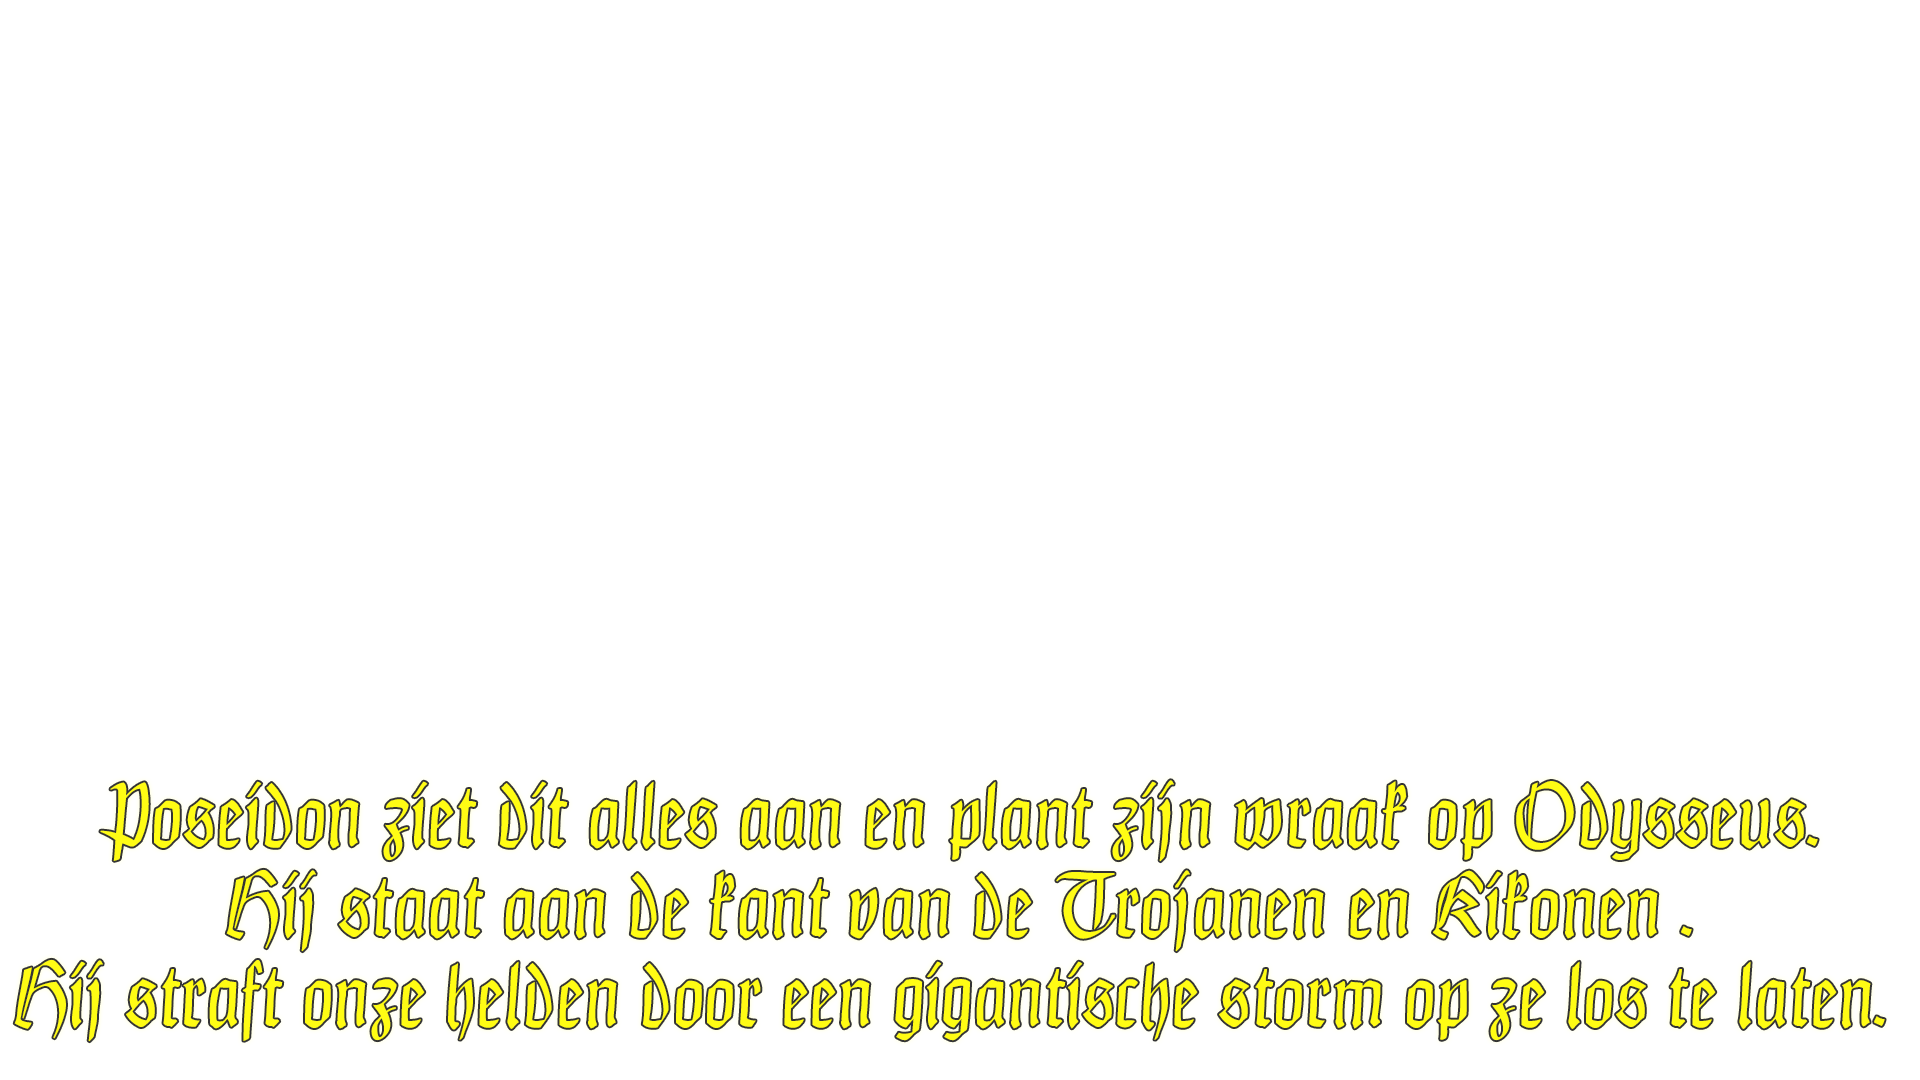 Poseidon ziet dit alles aan en plant zijn wraak op Odysseus.
Hij staat aan de kant van de Trojanen en Kikonen .
Hij straft onze helden door een gigantische storm op ze los te laten.